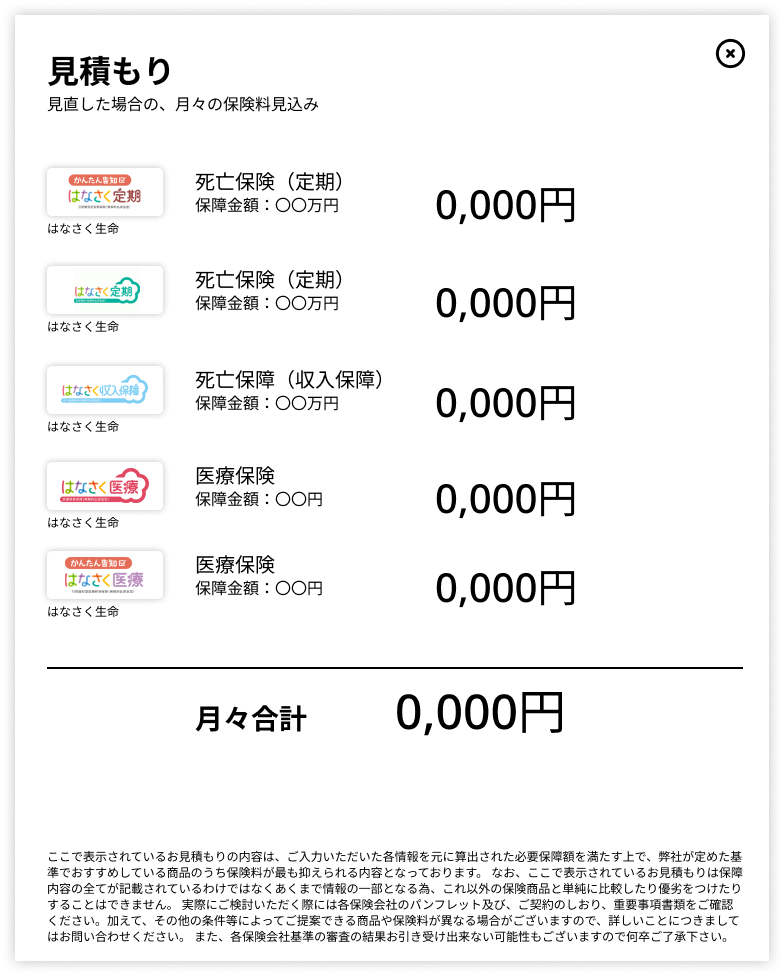 見積もり
見直した場合の、月々の保険料見込み
かんたん告知
はなさく定期
はなさく生命
死亡保険（定期）
保障金額：〇〇万円
0,000円
はなさく定期
はなさく生命
死亡保険（定期）
保障金額：〇〇万円
0,000円
はなさく収入保障
はなさく生命
死亡保障（収入保障）
保障金額：〇〇万円
0,000円
はなさく医療
はなさく生命
医療保険
保障金額：〇〇円
0,000円
かんたん告知
はなさく医療
はなさく生命
医療保険
保障金額：〇〇円
0,000円
月々合計
0,000円
ここで表示されているお見積もりの内容は、ご入力いただいた各情報を元に算出された必要保障額を満たす上で、弊社が定めた基
準でおすすめしている商品のうち保険料が最も抑えられる内容となっております。 なお、ここで表示されているお見積もりは保障
内容の全てが記載されているわけではなくあくまで情報の一部となる為、これ以外の保険商品と単純に比較したり優劣をつけたり
することはできません。 実際にご検討いただく際には各保険会社のパンフレット及び、ご契約のしおり、重要事項書類をご確認
ください。加えて、その他の条件等によってご提案できる商品や保険料が異なる場合がございますので、詳しいことにつきまして
はお問い合わせください。 また、各保険会社基準の審査の結果お引き受け出来ない可能性もございますので何卒ご了承下さい。